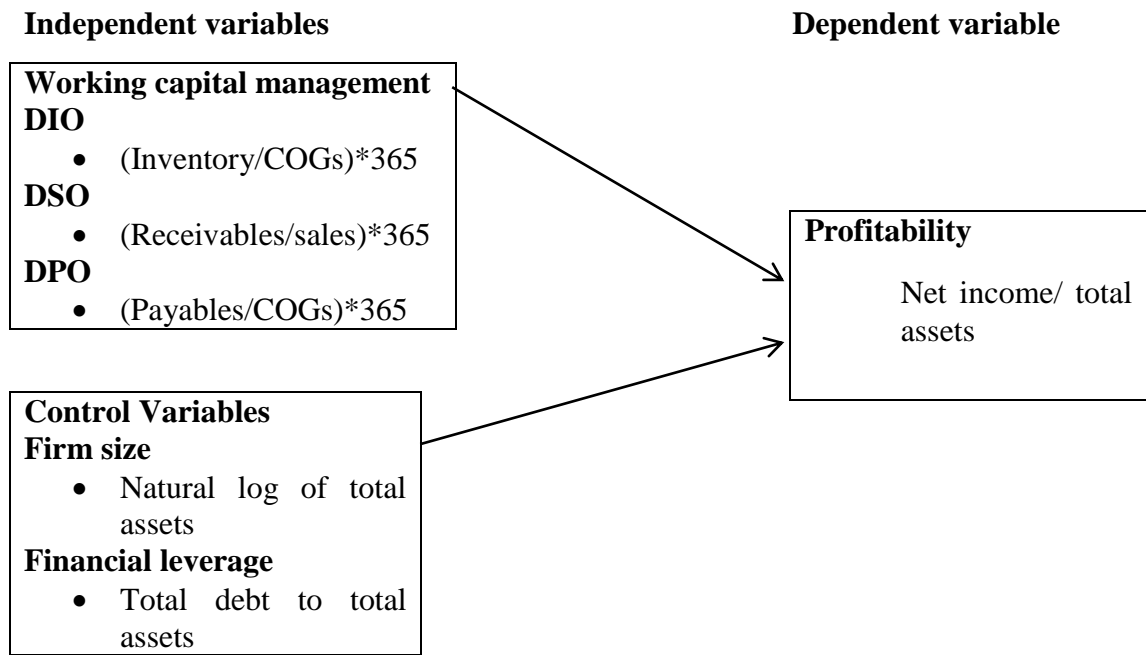 Independent variables
Dependent variable
Working capital management
DIO
• (Inventory/COGs)*365
DSO
• (Receivables/sales)*365
DPO
• (Payables/COGs)*365
Profitability
Net income/ total
assets
Control Variables
Firm size
• Natural log of total
assets
Financial leverage
• Total debt to total
assets